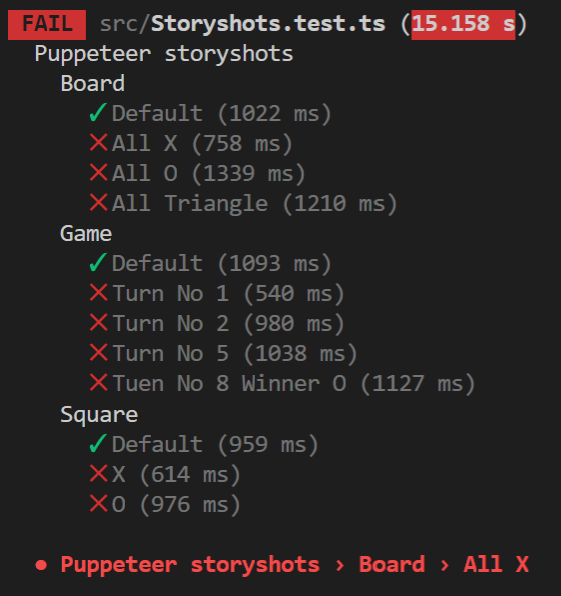 FAIL src/Storyshots.test.ts (15.158 s)
Puppeteer storyshots
Board
✓ Default (1022 ms)
✕ All X (758 ms)
✕ All O (1339 ms)
✕ All Triangle (1210 ms)
Game
✓ Default (1093 ms)
✕ Turn No 1 (540 ms)
✕ Turn No 2 (980 ms)
✕ Turn No 5 (1038 ms)
✕ Tuen No 8 Winner O (1127 ms)
Square
✓ Default (959 ms)
✕ X (614 ms)
✕ O (976 ms)
● Puppeteer storyshots › Board › All X